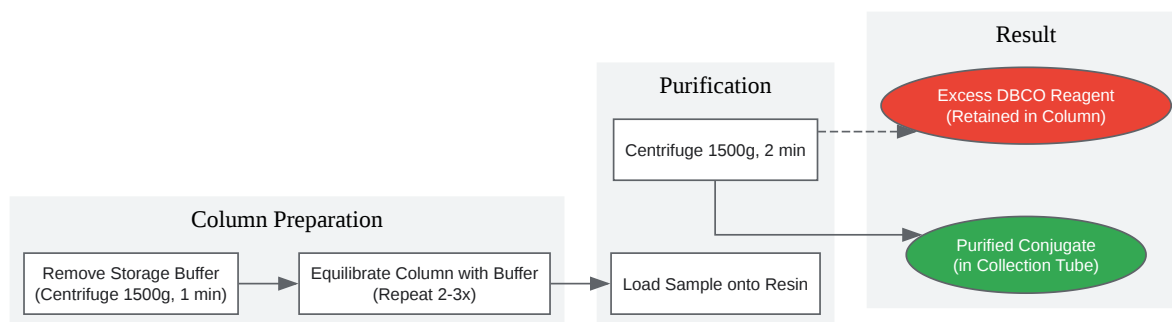 Column Preparation
Remove Storage Buffer
(Centrifuge 1500g, 1 min)
Equilibrate Column with Buffer
(Repeat 2-3x)
Purification
Centrifuge 1500g, 2 min
Load Sample onto Resin
Result
Excess DBCO Reagent
(Retained in Column)
Purified Conjugate
(in Collection Tube)